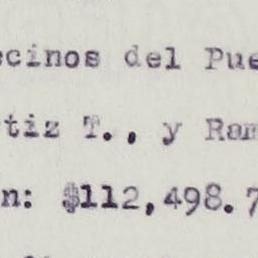 ecinos del Pue
tiz T., y Ram
n: $112,498.7